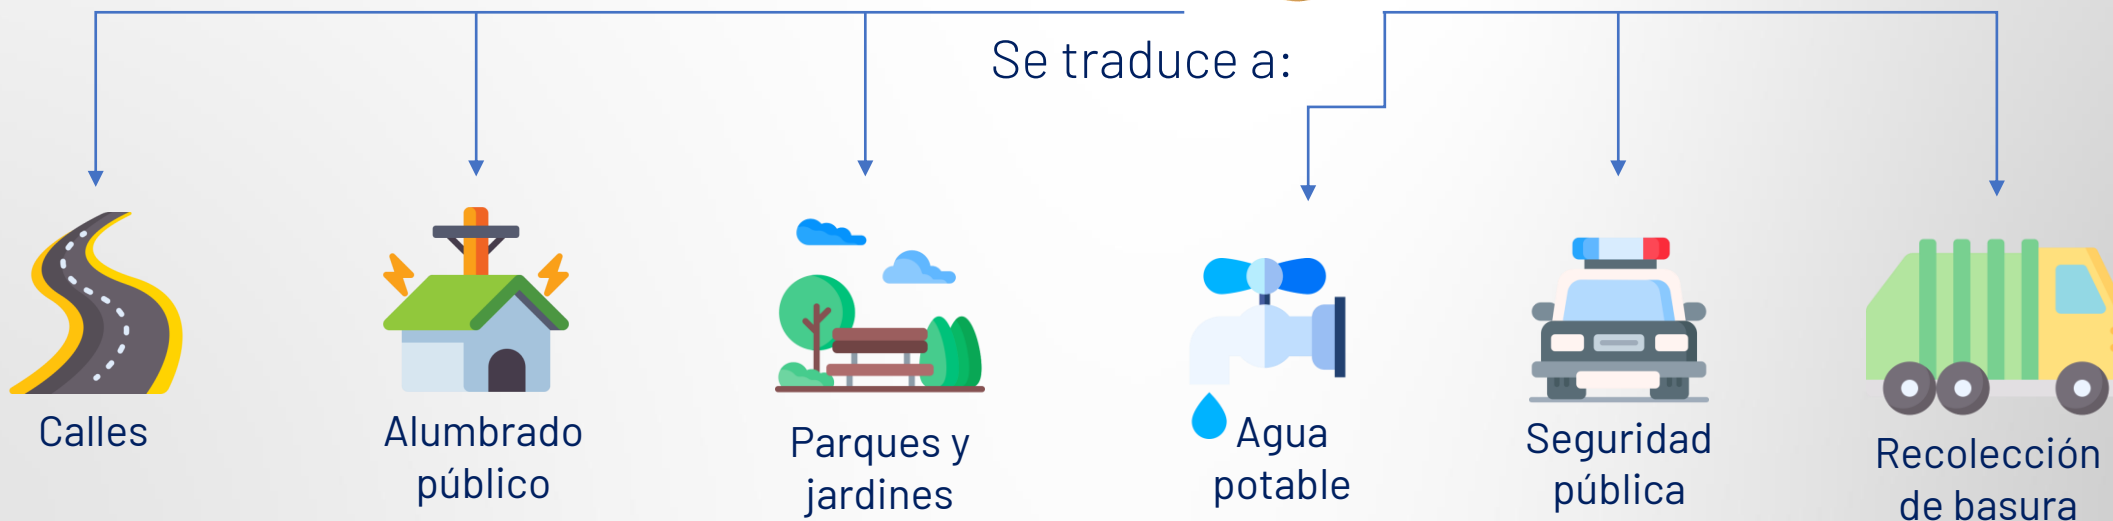 Se traduce a:
Calles
Alumbrado
público
Parques y
jardines
Agua
potable
Seguridad
pública
Recolección
de basura